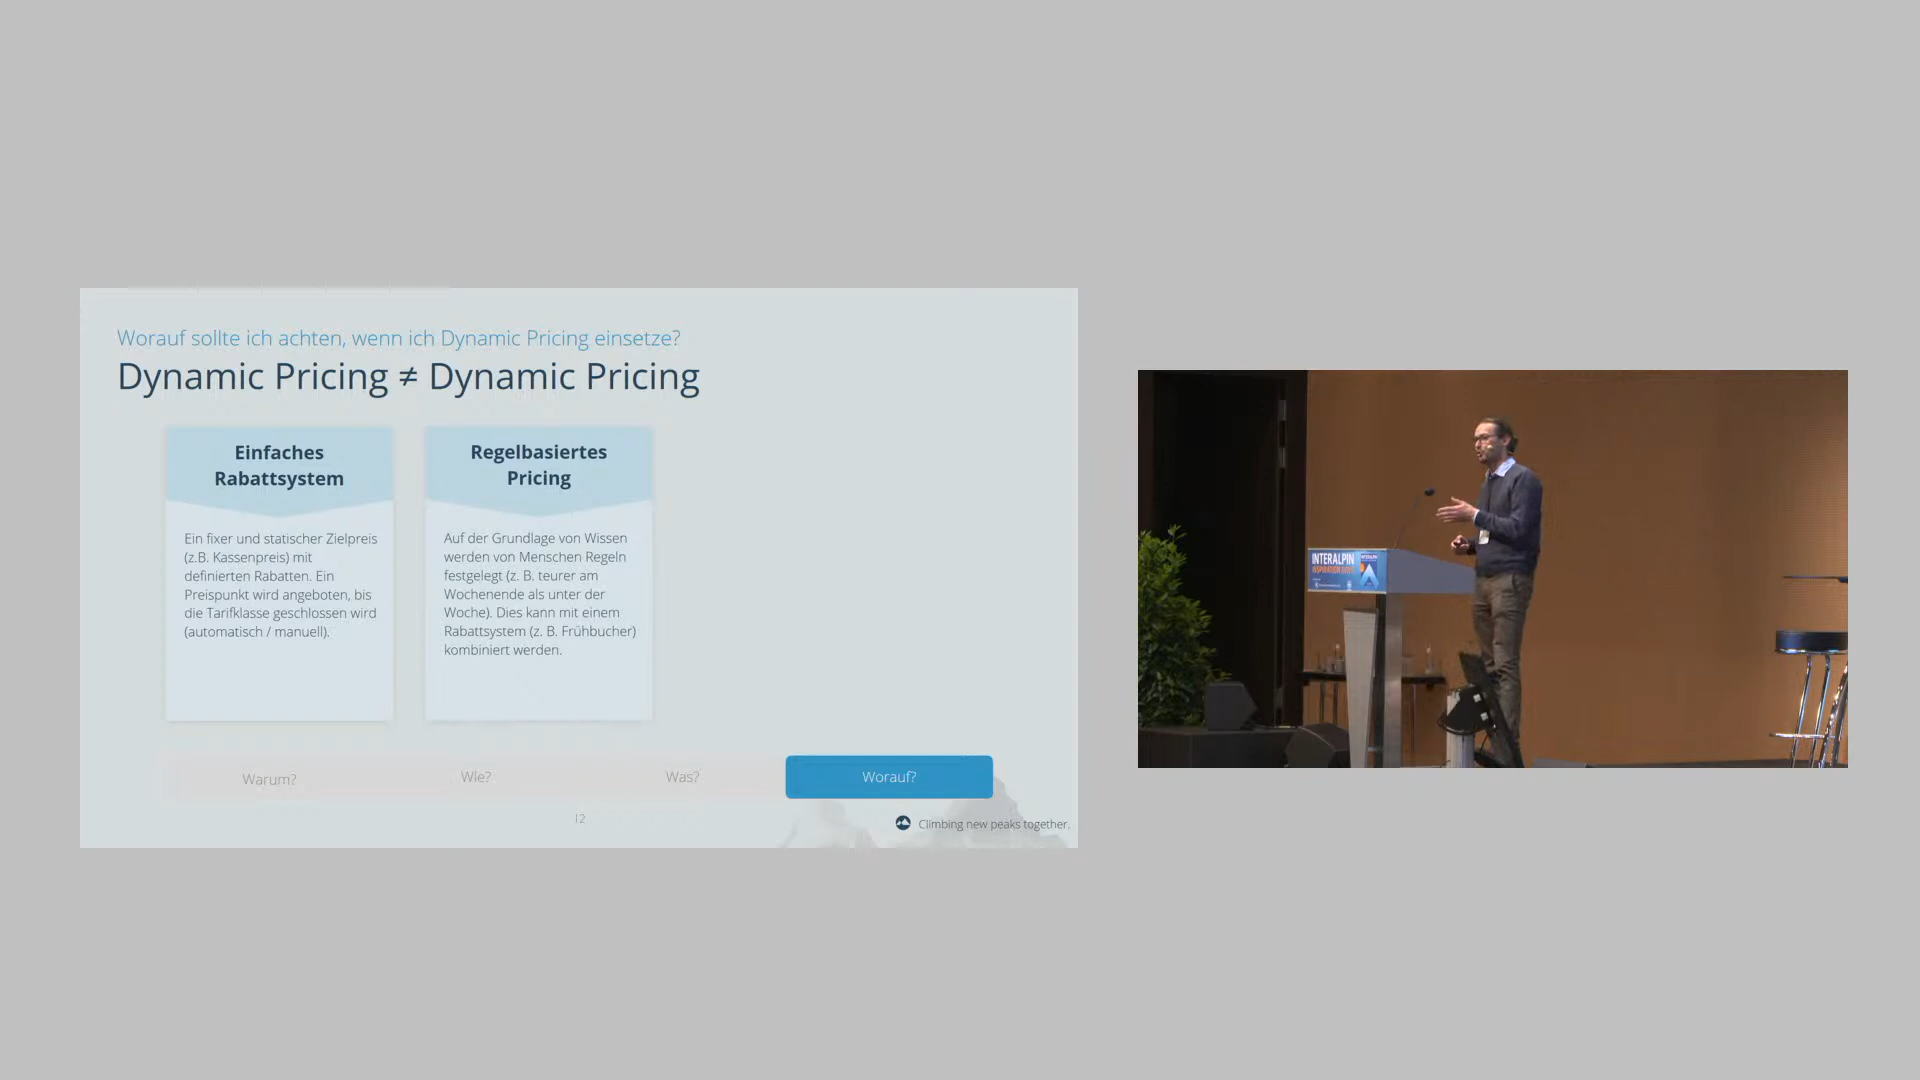 Worauf sollte ich achten, wenn ich Dynamic Pricing einsetze?
Dynamic Pricing ≠ Dynamic Pricing
Einfaches
Rabattsystem
Ein fixer und statischer Zielpreis
(z.B. Kassenpreis) mit
definierten Rabatten. Ein
Preispunkt wird angeboten, bis
die Tarifklasse geschlossen wird
(automatisch / manuell).
Regelbasiertes
Pricing
Auf der Grundlage von Wissen
werden von Menschen Regeln
festgelegt (z. B. teurer am
Wochenende als unter der
Woche). Dies kann mit einem
Rabattsystem (z. B. Frühbucher)
kombiniert werden.
Warum?
Wie?
Was?
Worauf?
12
Climbing new peaks together.
INTERALPIN
INSPIRATION DAYS